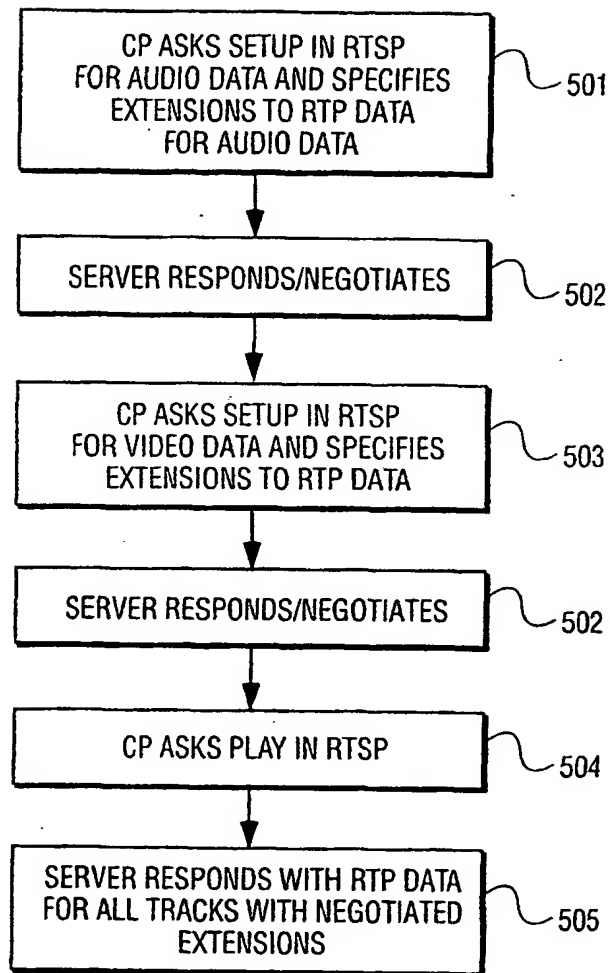 CP ASKS SETUP IN RTSP
FOR AUDIO DATA AND SPECIFIES
EXTENSIONS TO RTP DATA
FOR AUDIO DATA
501
SERVER RESPONDS/NEGOTIATES
502
CP ASKS SETUP IN RTSP
FOR VIDEO DATA AND SPECIFIES
EXTENSIONS TO RTP DATA
503
SERVER RESPONDS/NEGOTIATES
502
CP ASKS PLAY IN RTSP
504
SERVER RESPONDS WITH RTP DATA
FOR ALL TRACKS WITH NEGOTIATED
EXTENSIONS
505